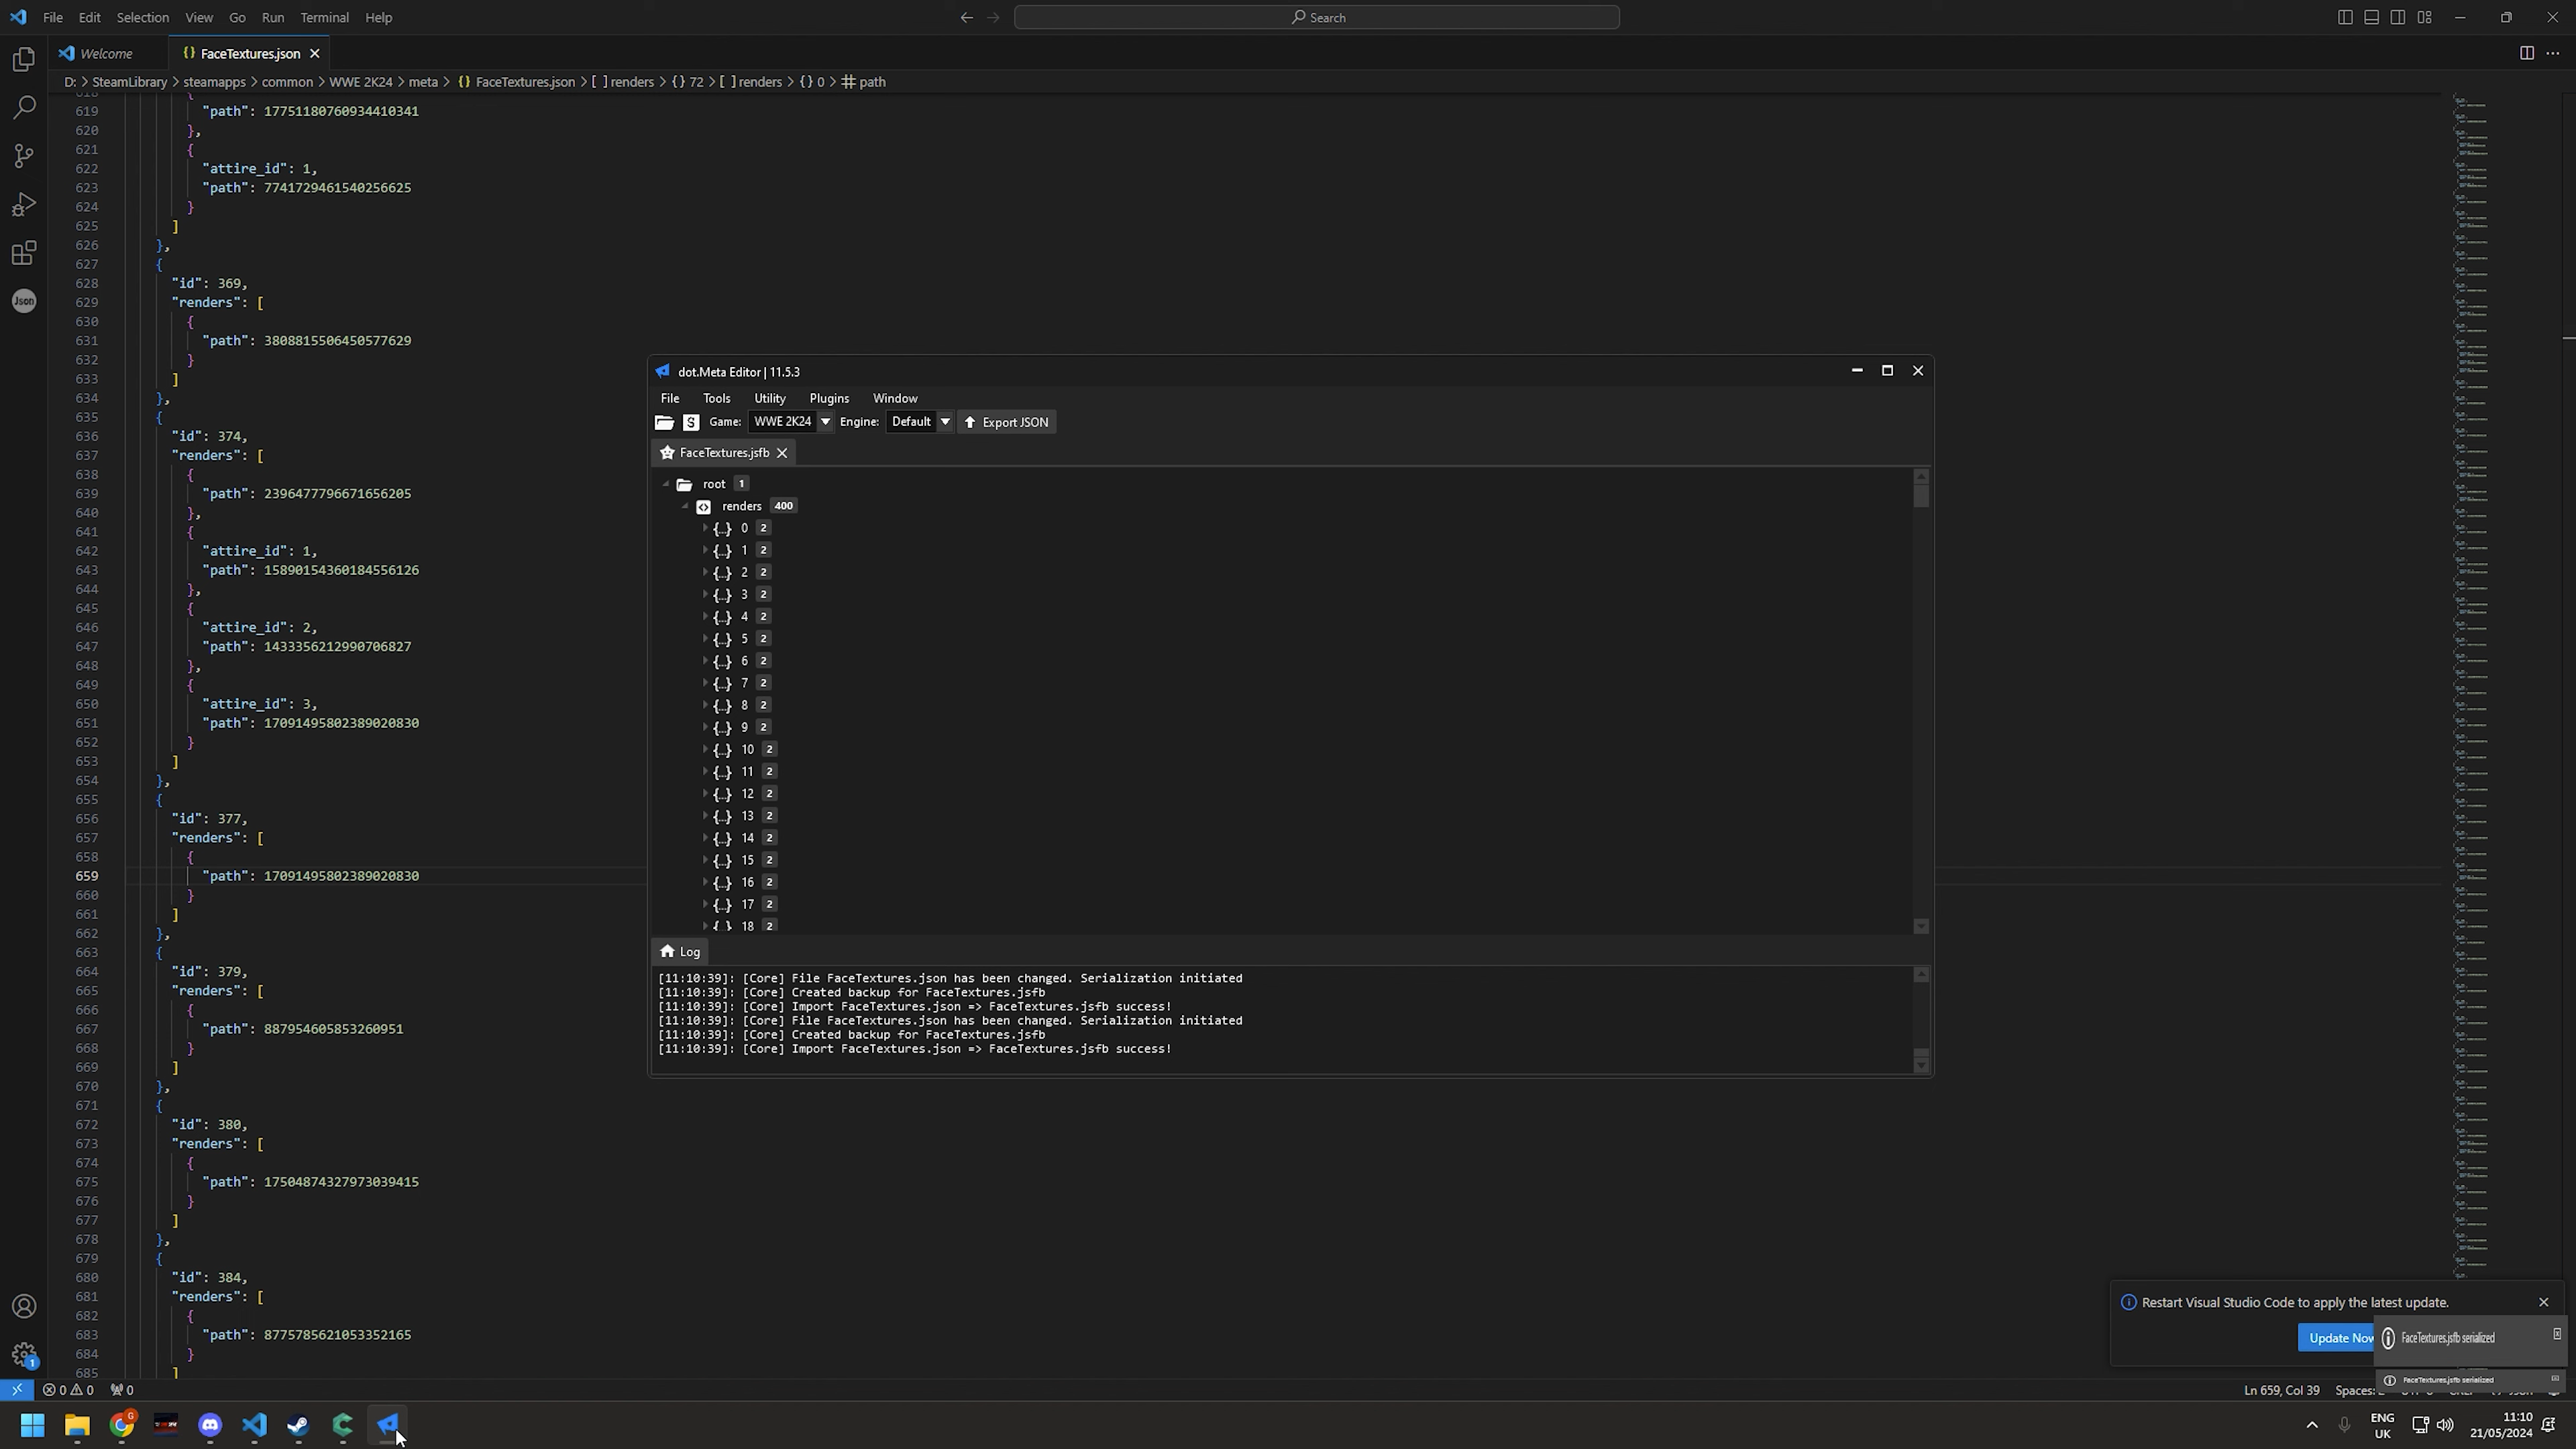 File Edit Selection View Go Run Terminal Help
Search
Welcome
{} FaceTextures.json
D: > SteamLibrary > steamapps > common > WWE 2K24 > meta > {} FaceTextures.json > [ ] renders > {} 72 > [ ] renders > {} 0 > # path
618 {
619 "path": 17751180760934410341
620 },
621 {
622 "attire_id": 1,
623 "path": 7741729461540256625
624 }
625 ]
626 },
627 {
628 "id": 369,
629 "renders": [
630 {
631 "path": 3808815506450577629
632 }
633 ]
634 },
635 {
636 "id": 374,
637 "renders": [
638 {
639 "path": 2396477796671656205
640 },
641 {
642 "attire_id": 1,
643 "path": 15890154360184556126
644 },
645 {
646 "attire_id": 2,
647 "path": 1433356212990706827
648 },
649 {
650 "attire_id": 3,
651 "path": 17091495802389020830
652 }
653 ]
654 },
655 {
656 "id": 377,
657 "renders": [
658 {
659 "path": 17091495802389020830
660 }
661 ]
662 },
663 {
664 "id": 379,
665 "renders": [
666 {
667 "path": 887954605853260951
668 }
669 ]
670 },
671 {
672 "id": 380,
673 "renders": [
674 {
675 "path": 17504874327973039415
676 }
677 ]
678 },
679 {
680 "id": 384,
681 "renders": [
682 {
683 "path": 8775785621053352165
684 }
685 ]
Json
dot.Meta Editor | 11.5.3
File Tools Utility Plugins Window
S Game: WWE 2K24 Engine: Default Export JSON
FaceTextures.jsfb
root 1
renders 400
{...} 0 2
{...} 1 2
{...} 2 2
{...} 3 2
{...} 4 2
{...} 5 2
{...} 6 2
{...} 7 2
{...} 8 2
{...} 9 2
{...} 10 2
{...} 11 2
{...} 12 2
{...} 13 2
{...} 14 2
{...} 15 2
{...} 16 2
{...} 17 2
{...} 18 2
Log
[11:10:39]: [Core] File FaceTextures.json has been changed. Serialization initiated
[11:10:39]: [Core] Created backup for FaceTextures.jsfb
[11:10:39]: [Core] Import FaceTextures.json => FaceTextures.jsfb success!
[11:10:39]: [Core] File FaceTextures.json has been changed. Serialization initiated
[11:10:39]: [Core] Created backup for FaceTextures.jsfb
[11:10:39]: [Core] Import FaceTextures.json => FaceTextures.jsfb success!
Restart Visual Studio Code to apply the latest update.
Update Now
FaceTextures.jsfb serialized
FaceTextures.jsfb serialized
1
0 0 0
Ln 659, Col 39 Spaces:
G
ENG
UK
11:10
21/05/2024